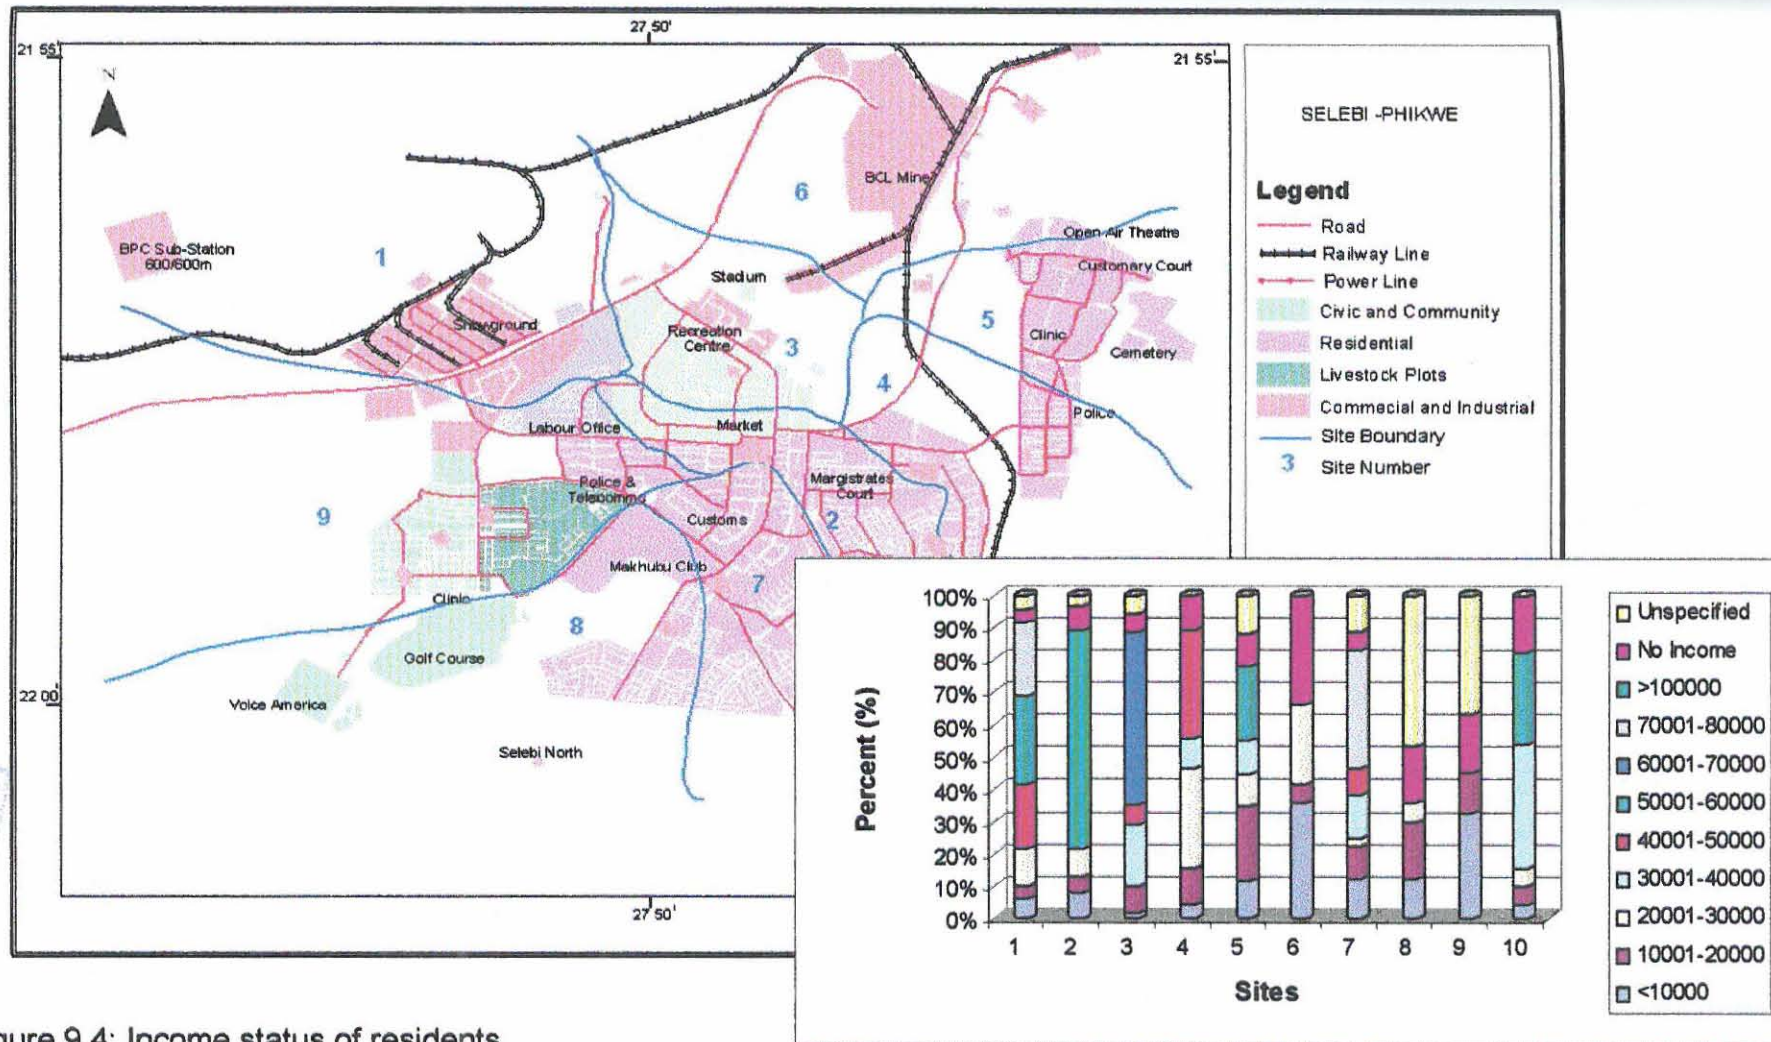 27 50'
21 55'
21 55'
N
SELEBI -PHIKWE
Legend
Road
Railway Line
Power Line
Civic and Community
Residential
Livestock Plots
Commecial and Industrial
Site Boundary
3 Site Number
BPC Sub-Station
600/600m
1
6
BCL Mine
Open Air Theatre
Customary Court
Stadium
Showground
Recreation
Centre
3
5
Clinic
Cemetery
4
Police
Labour Office
Market
Police &
Telecomms
Margistrates
Court
9
Customs
2
Makhubu Club
7
Clinic
8
Golf Course
22 00'
Voice America
Selebi North
27 50'
Percent (%)
100%
90%
80%
70%
60%
50%
40%
30%
20%
10%
0%
1 2 3 4 5 6 7 8 9 10
Sites
Unspecified
No Income
>100000
70001-80000
60001-70000
50001-60000
40001-50000
30001-40000
20001-30000
10001-20000
<10000
gure 9.4: Income status of residents